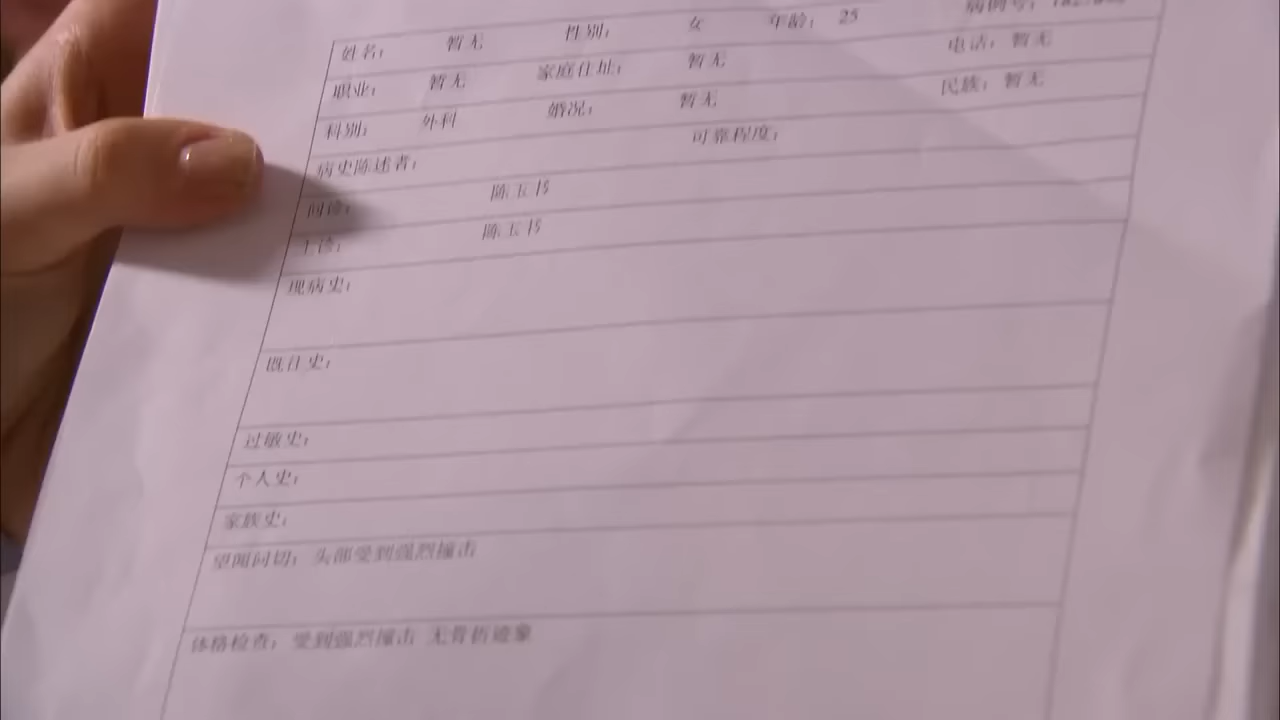 姓名： 暂无 性别： 女 年龄： 25 病例号：
职业： 暂无 家庭住址： 暂无 电话：暂无
科别： 外科 婚况： 暂无 民族：暂无
病史陈述者： 可靠程度：
问诊： 陈玉书
主诊： 陈玉书
现病史：
既往史：
过敏史：
个人史：
家族史：
望闻问切：头部受到强烈撞击
体格检查：受到强烈撞击 无骨折迹象